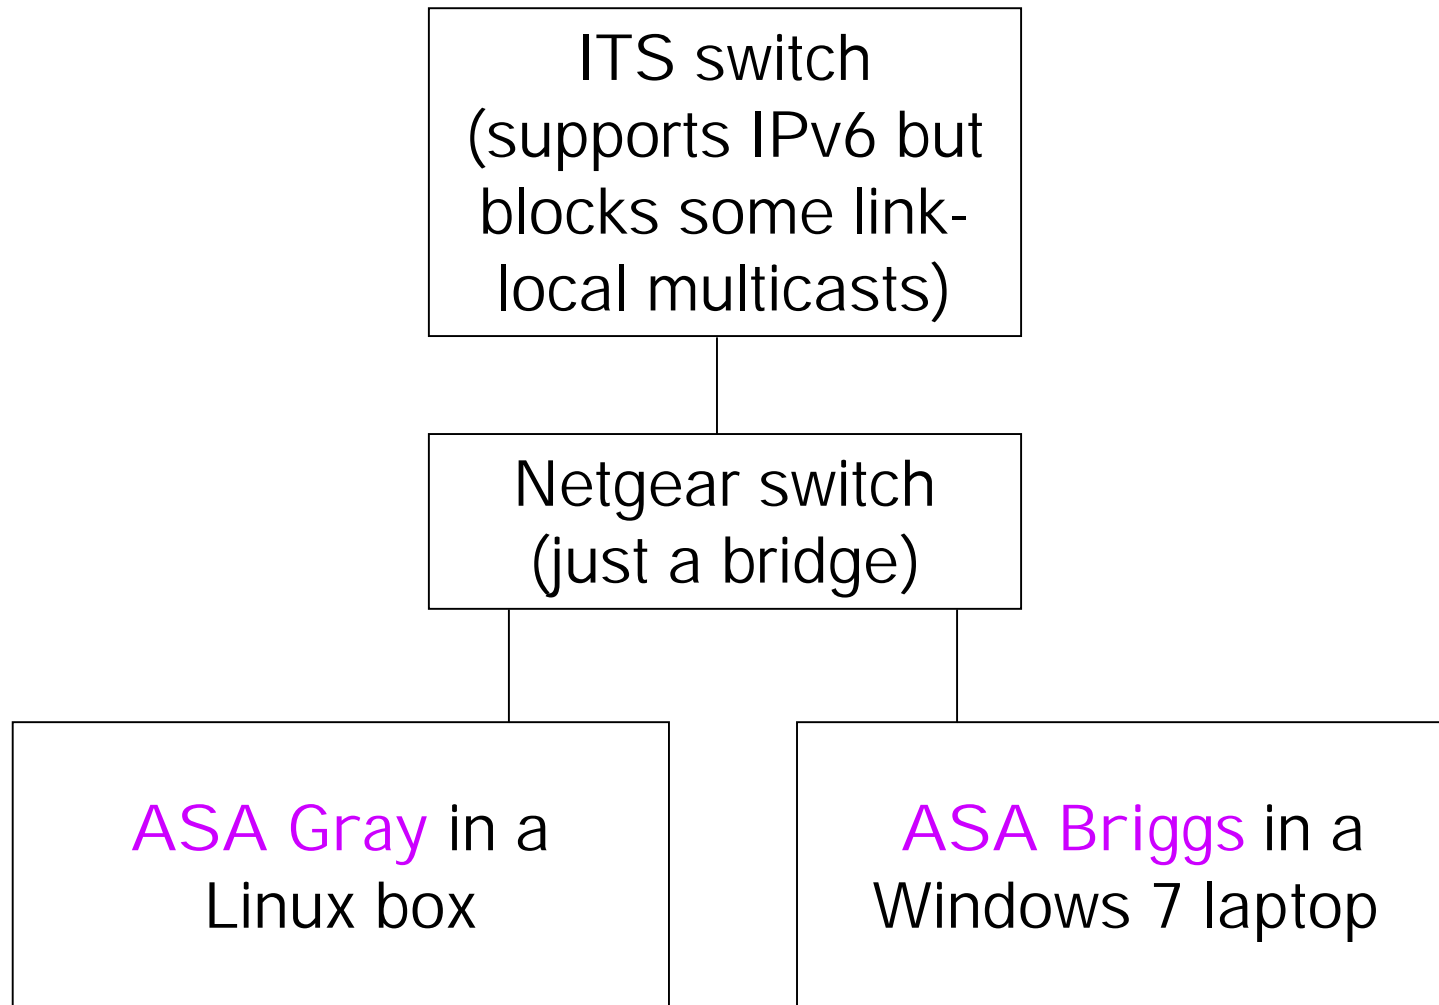 ITS switch
(supports IPv6 but
blocks some link-
local multicasts)
Netgear switch
(just a bridge)
ASA Gray in a
Linux box
ASA Briggs in a
Windows 7 laptop